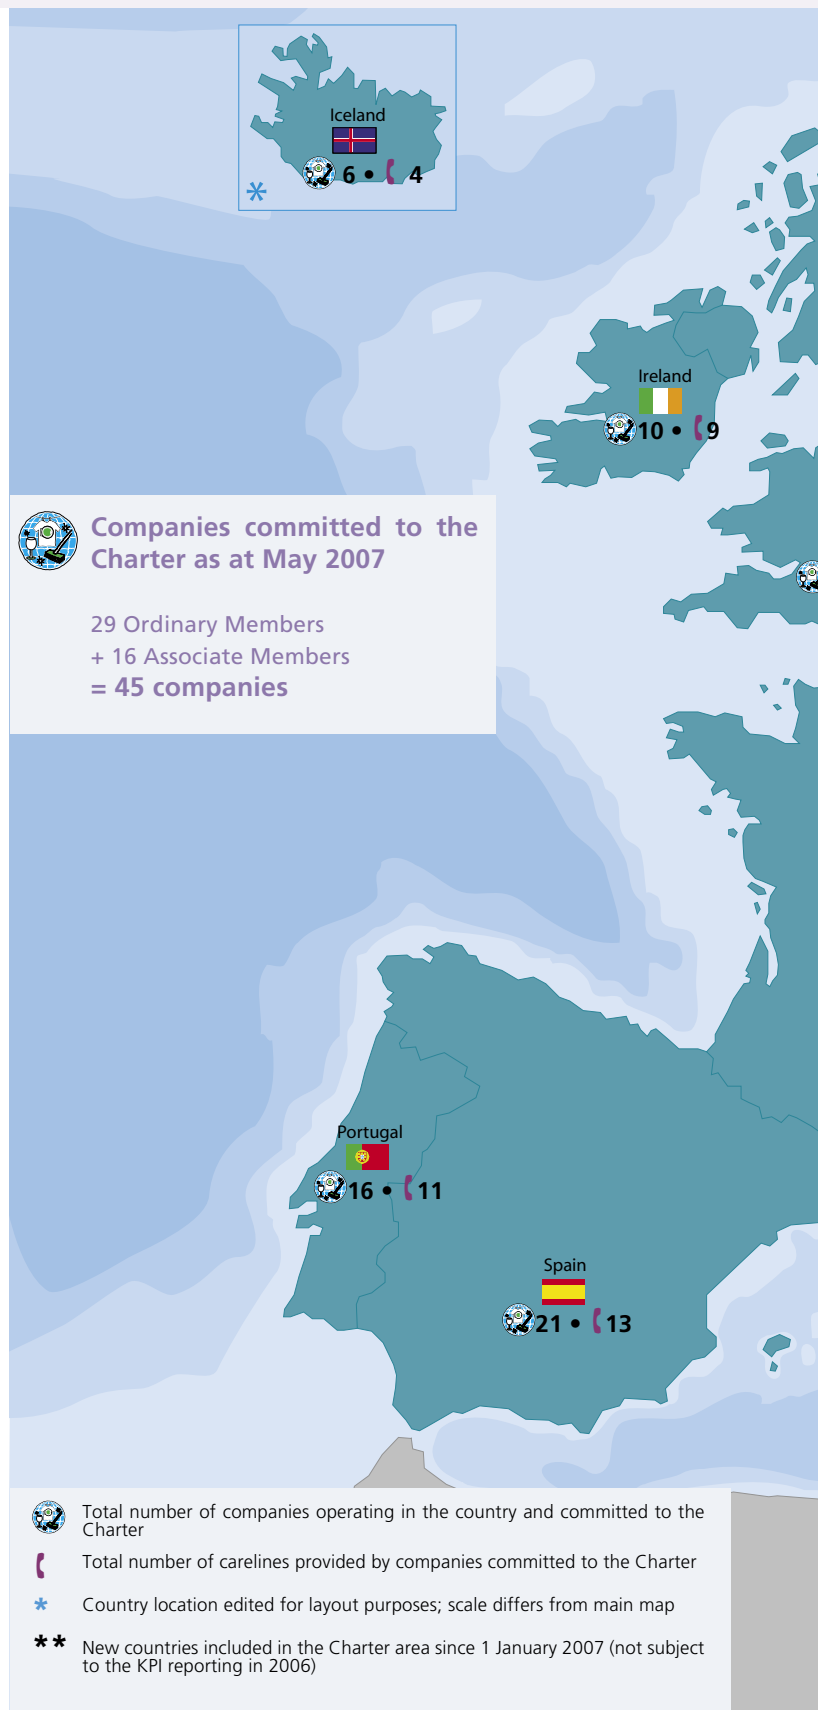 Iceland
6 • 4
*
Ireland
10 • 9
Companies committed to the
Charter as at May 2007
29 Ordinary Members
+ 16 Associate Members
= 45 companies
Portugal
16 • 11
Spain
21 • 13
Total number of companies operating in the country and committed to the
Charter
Total number of carelines provided by companies committed to the Charter
* Country location edited for layout purposes; scale differs from main map
** New countries included in the Charter area since 1 January 2007 (not subject
to the KPI reporting in 2006)